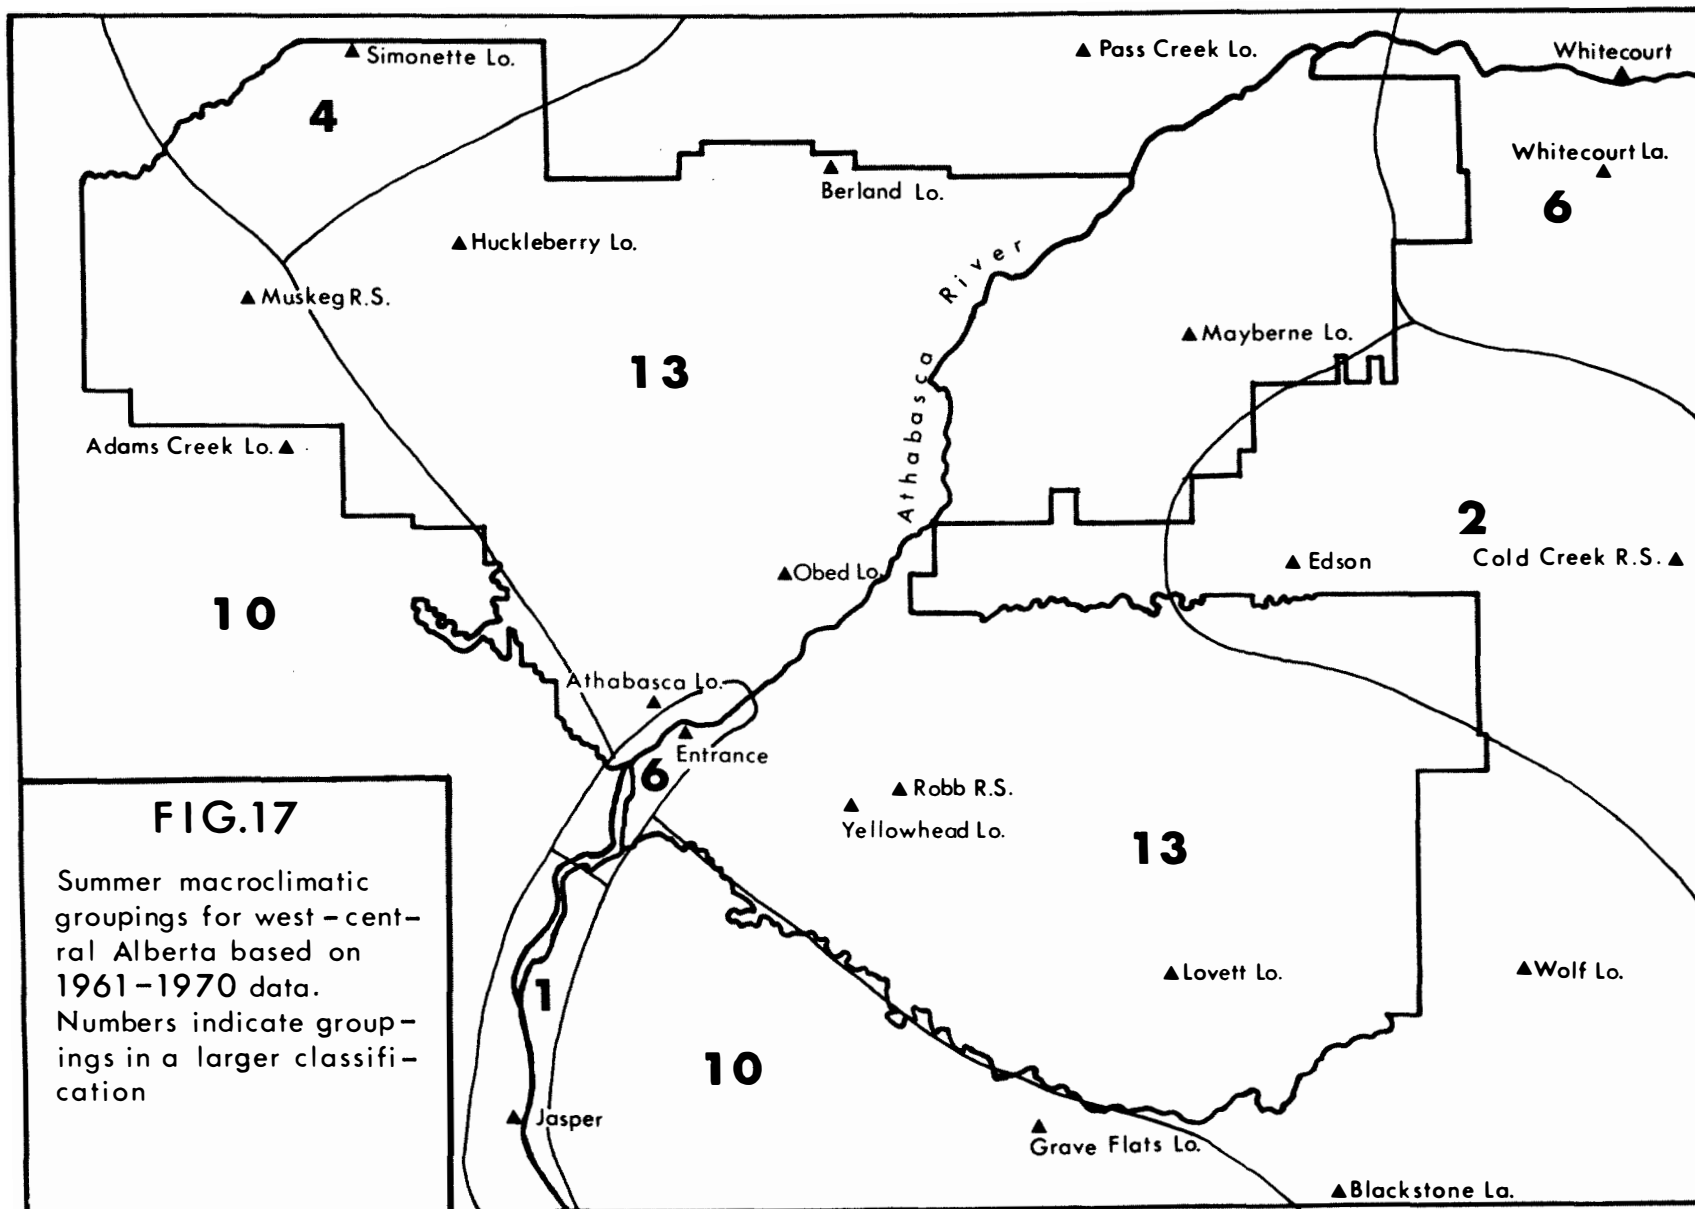 Simonette Lo.
Pass Creek Lo.
Whitecourt
4
Whitecourt La.
Berland Lo.
6
Huckleberry Lo.
River
Muskeg R.S.
Mayberne Lo.
13
Athabasca
Adams Creek Lo.
2
Edson
Cold Creek R.S.
Obed Lo.
10
Athabasca Lo.
Entrance
6
Robb R.S.
Yellowhead Lo.
13
Lovett Lo.
Wolf Lo.
1
10
Jasper
Grave Flats Lo.
Blackstone La.
FIG.17
Summer macroclimatic
groupings for west-cent-
ral Alberta based on
1961-1970 data.
Numbers indicate group-
ings in a larger classifi-
cation